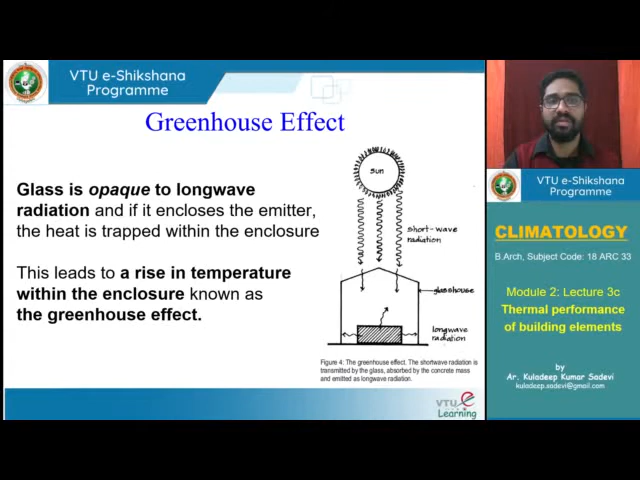 VTU e-Shikshana
Programme
Greenhouse Effect
Glass is opaque to longwave
radiation and if it encloses the emitter,
the heat is trapped within the enclosure
This leads to a rise in temperature
within the enclosure known as
the greenhouse effect.
sun
short-wave
radiation
glasshouse
longwave
radiation
Figure 4: The greenhouse effect. The shortwave radiation is
transmitted by the glass, absorbed by the concrete mass
and emitted as longwave radiation.
VTU e
Learning
VTU e-Shikshana
Programme
CLIMATOLOGY
B.Arch, Subject Code: 18 ARC 33
Module 2: Lecture 3c
Thermal performance
of building elements
by
Ar. Kuladeep Kumar Sadevi
kuladeep.sadevi@gmail.com